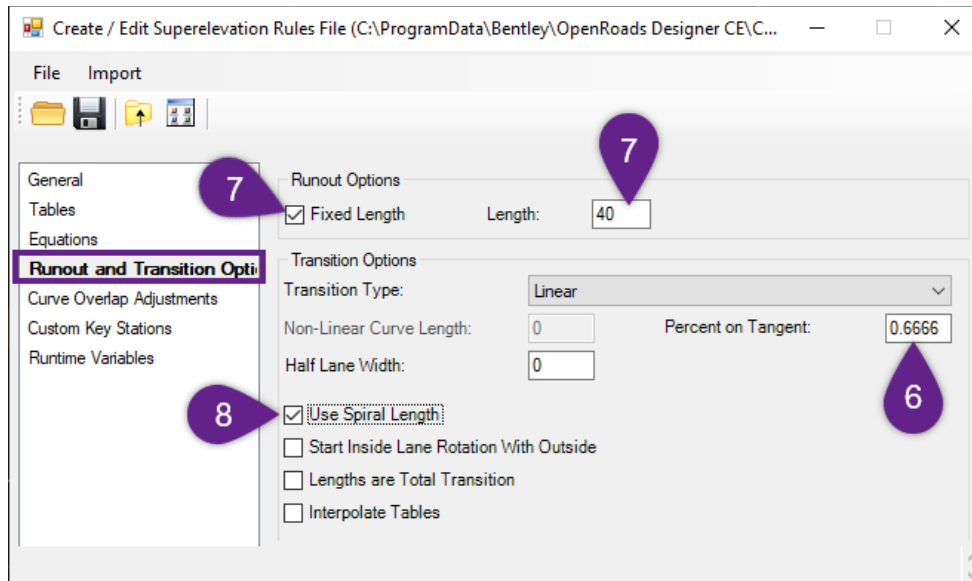 Create / Edit Superelevation Rules File (C:\ProgramData\Bentley\OpenRoads Designer CE\C...
File Import
General
Tables
Equations
Runout and Transition Opti
Curve Overlap Adjustments
Custom Key Stations
Runtime Variables
7
7
Runout Options
Fixed Length Length: 40
Transition Options
Transition Type: Linear
Non-Linear Curve Length: 0 Percent on Tangent: 0.6666
Half Lane Width: 0
6
8
Use Spiral Length
Start Inside Lane Rotation With Outside
Lengths are Total Transition
Interpolate Tables